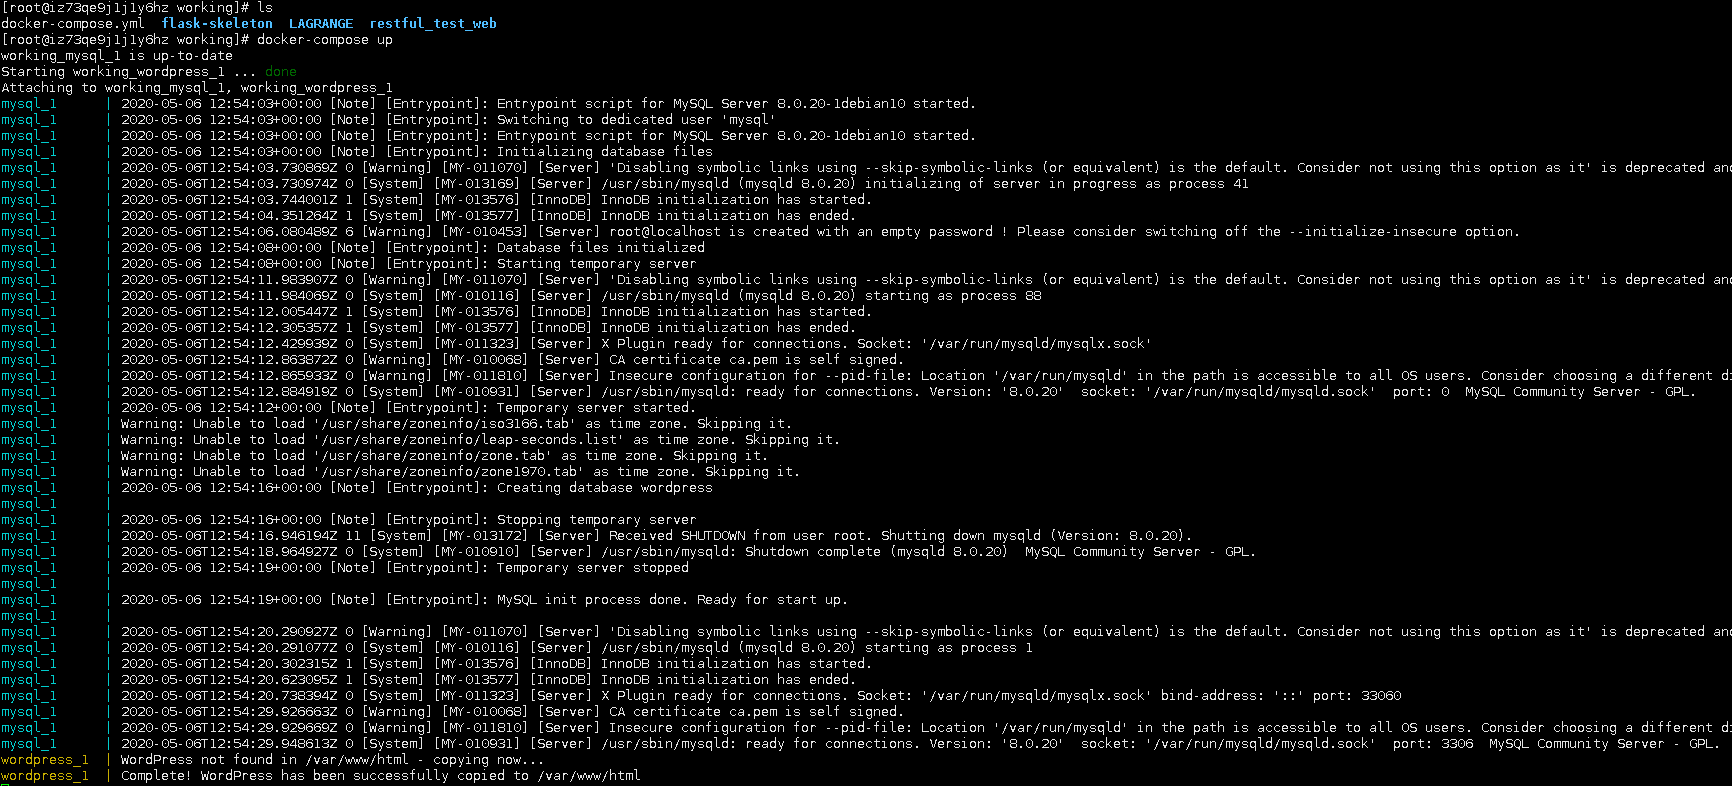 [root@iz73qe9j1j1y6hz working]# ls
docker-compose.yml  flask-skeleton  LAGRANGE  restful_test_web
[root@iz73qe9j1j1y6hz working]# docker-compose up
working_mysql_1 is up-to-date
Starting working_wordpress_1 ... done
Attaching to working_mysql_1, working_wordpress_1
mysql_1      | 2020-05-06 12:54:03+00:00 [Note] [Entrypoint]: Entrypoint script for MySQL Server 8.0.20-1debian10 started.
mysql_1      | 2020-05-06 12:54:03+00:00 [Note] [Entrypoint]: Switching to dedicated user 'mysql'
mysql_1      | 2020-05-06 12:54:03+00:00 [Note] [Entrypoint]: Entrypoint script for MySQL Server 8.0.20-1debian10 started.
mysql_1      | 2020-05-06 12:54:03+00:00 [Note] [Entrypoint]: Initializing database files
mysql_1      | 2020-05-06T12:54:03.730869Z 0 [Warning] [MY-011070] [Server] 'Disabling symbolic links using --skip-symbolic-links (or equivalent) is the default. Consider not using this option as it' is deprecated and
mysql_1      | 2020-05-06T12:54:03.730974Z 0 [System] [MY-013169] [Server] /usr/sbin/mysqld (mysqld 8.0.20) initializing of server in progress as process 41
mysql_1      | 2020-05-06T12:54:03.744001Z 1 [System] [MY-013576] [InnoDB] InnoDB initialization has started.
mysql_1      | 2020-05-06T12:54:04.351264Z 1 [System] [MY-013577] [InnoDB] InnoDB initialization has ended.
mysql_1      | 2020-05-06T12:54:06.080489Z 6 [Warning] [MY-010453] [Server] root@localhost is created with an empty password ! Please consider switching off the --initialize-insecure option.
mysql_1      | 2020-05-06 12:54:08+00:00 [Note] [Entrypoint]: Database files initialized
mysql_1      | 2020-05-06 12:54:08+00:00 [Note] [Entrypoint]: Starting temporary server
mysql_1      | 2020-05-06T12:54:11.983907Z 0 [Warning] [MY-011070] [Server] 'Disabling symbolic links using --skip-symbolic-links (or equivalent) is the default. Consider not using this option as it' is deprecated and
mysql_1      | 2020-05-06T12:54:11.984069Z 0 [System] [MY-010116] [Server] /usr/sbin/mysqld (mysqld 8.0.20) starting as process 88
mysql_1      | 2020-05-06T12:54:12.005447Z 1 [System] [MY-013576] [InnoDB] InnoDB initialization has started.
mysql_1      | 2020-05-06T12:54:12.305357Z 1 [System] [MY-013577] [InnoDB] InnoDB initialization has ended.
mysql_1      | 2020-05-06T12:54:12.429939Z 0 [System] [MY-011323] [Server] X Plugin ready for connections. Socket: '/var/run/mysqld/mysqlx.sock'
mysql_1      | 2020-05-06T12:54:12.863872Z 0 [Warning] [MY-010068] [Server] CA certificate ca.pem is self signed.
mysql_1      | 2020-05-06T12:54:12.865933Z 0 [Warning] [MY-011810] [Server] Insecure configuration for --pid-file: Location '/var/run/mysqld' in the path is accessible to all OS users. Consider choosing a different di
mysql_1      | 2020-05-06T12:54:12.884919Z 0 [System] [MY-010931] [Server] /usr/sbin/mysqld: ready for connections. Version: '8.0.20'  socket: '/var/run/mysqld/mysqld.sock'  port: 0  MySQL Community Server - GPL.
mysql_1      | 2020-05-06 12:54:12+00:00 [Note] [Entrypoint]: Temporary server started.
mysql_1      | Warning: Unable to load '/usr/share/zoneinfo/iso3166.tab' as time zone. Skipping it.
mysql_1      | Warning: Unable to load '/usr/share/zoneinfo/leap-seconds.list' as time zone. Skipping it.
mysql_1      | Warning: Unable to load '/usr/share/zoneinfo/zone.tab' as time zone. Skipping it.
mysql_1      | Warning: Unable to load '/usr/share/zoneinfo/zone1970.tab' as time zone. Skipping it.
mysql_1      | 2020-05-06 12:54:16+00:00 [Note] [Entrypoint]: Creating database wordpress
mysql_1      |
mysql_1      | 2020-05-06 12:54:16+00:00 [Note] [Entrypoint]: Stopping temporary server
mysql_1      | 2020-05-06T12:54:16.946194Z 11 [System] [MY-013172] [Server] Received SHUTDOWN from user root. Shutting down mysqld (Version: 8.0.20).
mysql_1      | 2020-05-06T12:54:18.964927Z 0 [System] [MY-010910] [Server] /usr/sbin/mysqld: Shutdown complete (mysqld 8.0.20)  MySQL Community Server - GPL.
mysql_1      | 2020-05-06 12:54:19+00:00 [Note] [Entrypoint]: Temporary server stopped
mysql_1      |
mysql_1      | 2020-05-06 12:54:19+00:00 [Note] [Entrypoint]: MySQL init process done. Ready for start up.
mysql_1      |
mysql_1      | 2020-05-06T12:54:20.290927Z 0 [Warning] [MY-011070] [Server] 'Disabling symbolic links using --skip-symbolic-links (or equivalent) is the default. Consider not using this option as it' is deprecated and
mysql_1      | 2020-05-06T12:54:20.291077Z 0 [System] [MY-010116] [Server] /usr/sbin/mysqld (mysqld 8.0.20) starting as process 1
mysql_1      | 2020-05-06T12:54:20.302315Z 1 [System] [MY-013576] [InnoDB] InnoDB initialization has started.
mysql_1      | 2020-05-06T12:54:20.623095Z 1 [System] [MY-013577] [InnoDB] InnoDB initialization has ended.
mysql_1      | 2020-05-06T12:54:20.738394Z 0 [System] [MY-011323] [Server] X Plugin ready for connections. Socket: '/var/run/mysqld/mysqlx.sock' bind-address: '::' port: 33060
mysql_1      | 2020-05-06T12:54:29.926663Z 0 [Warning] [MY-010068] [Server] CA certificate ca.pem is self signed.
mysql_1      | 2020-05-06T12:54:29.929669Z 0 [Warning] [MY-011810] [Server] Insecure configuration for --pid-file: Location '/var/run/mysqld' in the path is accessible to all OS users. Consider choosing a different di
mysql_1      | 2020-05-06T12:54:29.948613Z 0 [System] [MY-010931] [Server] /usr/sbin/mysqld: ready for connections. Version: '8.0.20'  socket: '/var/run/mysqld/mysqld.sock'  port: 3306  MySQL Community Server - GPL.
wordpress_1  | WordPress not found in /var/www/html - copying now...
wordpress_1  | Complete! WordPress has been successfully copied to /var/www/html